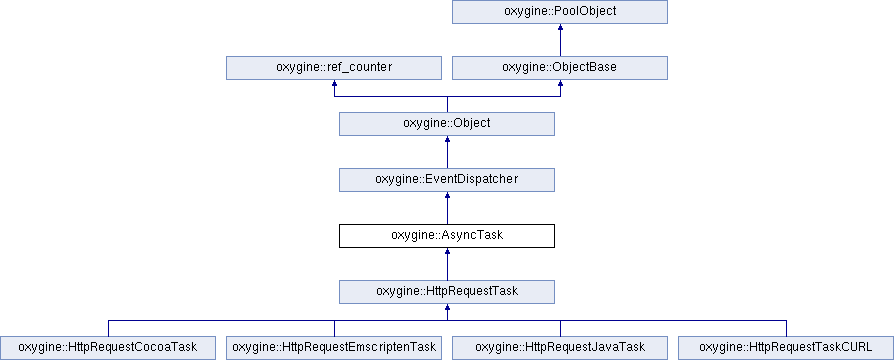 oxygine::PoolObject
oxygine::ref_counter
oxygine::ObjectBase
oxygine::Object
oxygine::EventDispatcher
oxygine::AsyncTask
oxygine::HttpRequestTask
oxygine::HttpRequestCocoaTask
oxygine::HttpRequestEmscriptenTask
oxygine::HttpRequestJavaTask
oxygine::HttpRequestTaskCURL